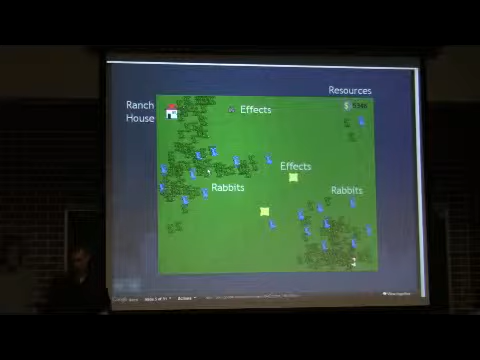 Resources
Ranch
House
Effects
$
Effects
Rabbits
Rabbits